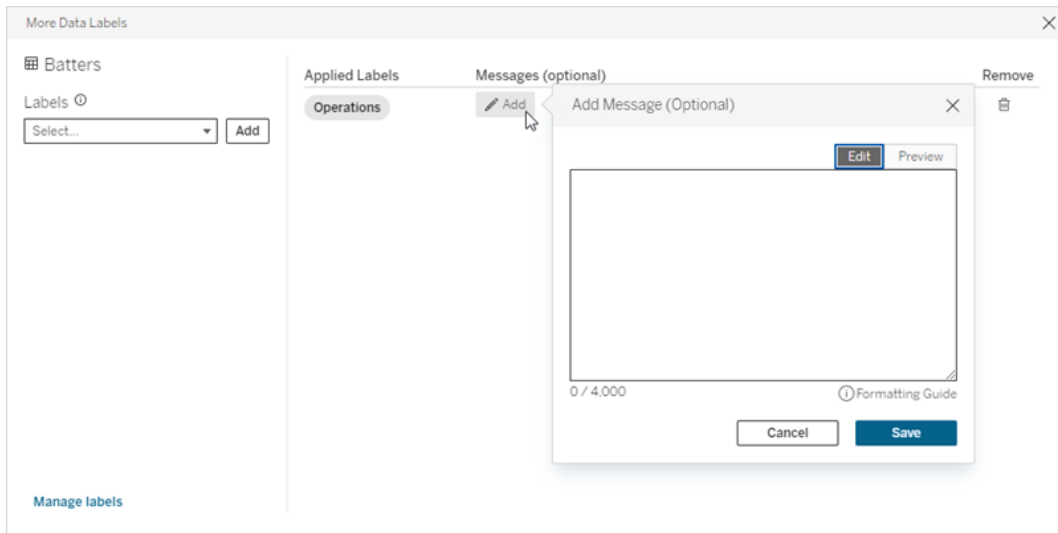 More Data Labels
Batters
Labels
Select...
Add
Manage labels
Applied Labels
Messages (optional)
Remove
Operations
Add
Add Message (Optional)
Edit
Preview
0 / 4,000
Formatting Guide
Cancel
Save